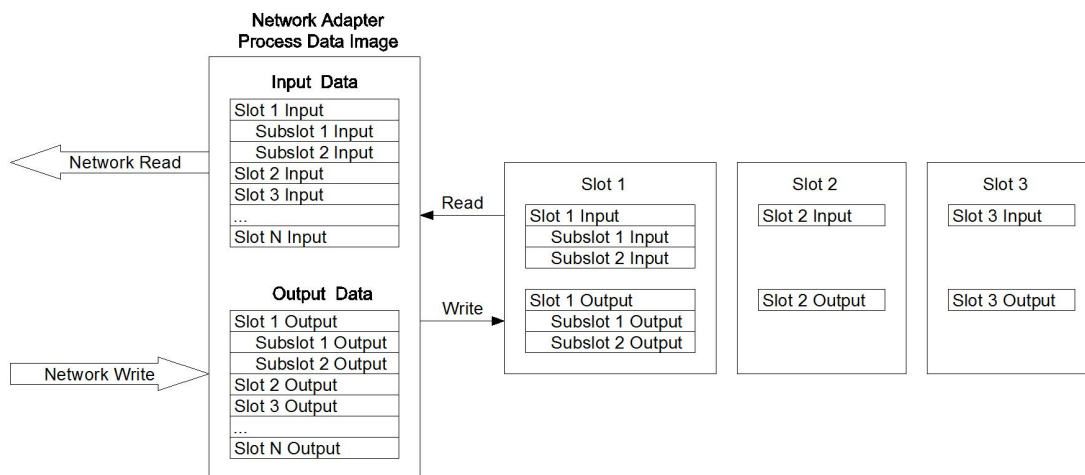 Network Adapter
Process Data Image
Input Data
Slot 1 Input
Subslot 1 Input
Subslot 2 Input
Slot 2 Input
Slot 3 Input
...
Slot N Input
Network Read
Output Data
Slot 1 Output
Subslot 1 Output
Subslot 2 Output
Slot 2 Output
Slot 3 Output
...
Slot N Output
Network Write
Read
Write
Slot 1
Slot 1 Input
Subslot 1 Input
Subslot 2 Input
Slot 1 Output
Subslot 1 Output
Subslot 2 Output
Slot 2
Slot 2 Input
Slot 2 Output
Slot 3
Slot 3 Input
Slot 3 Output